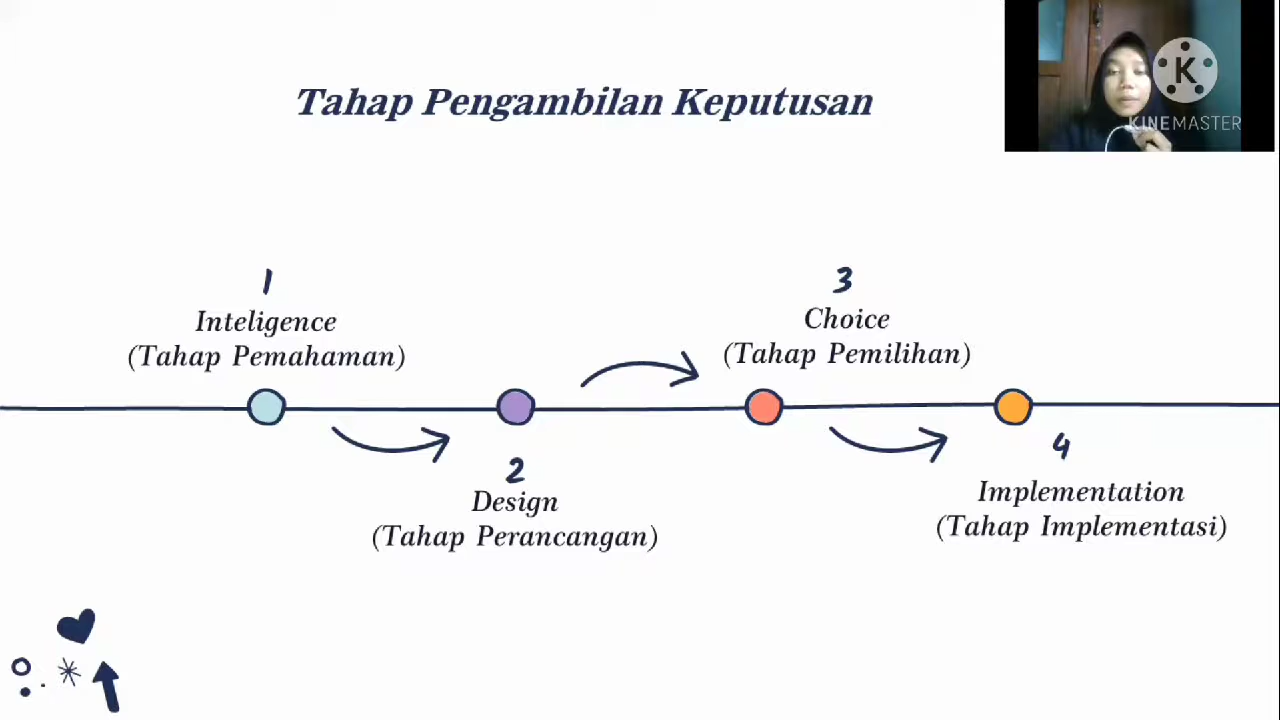 Tahap Pengambilan Keputusan
K
KINEMASTER
1
Inteligence
(Tahap Pemahaman)
2
Design
(Tahap Perancangan)
3
Choice
(Tahap Pemilihan)
4
Implementation
(Tahap Implementasi)